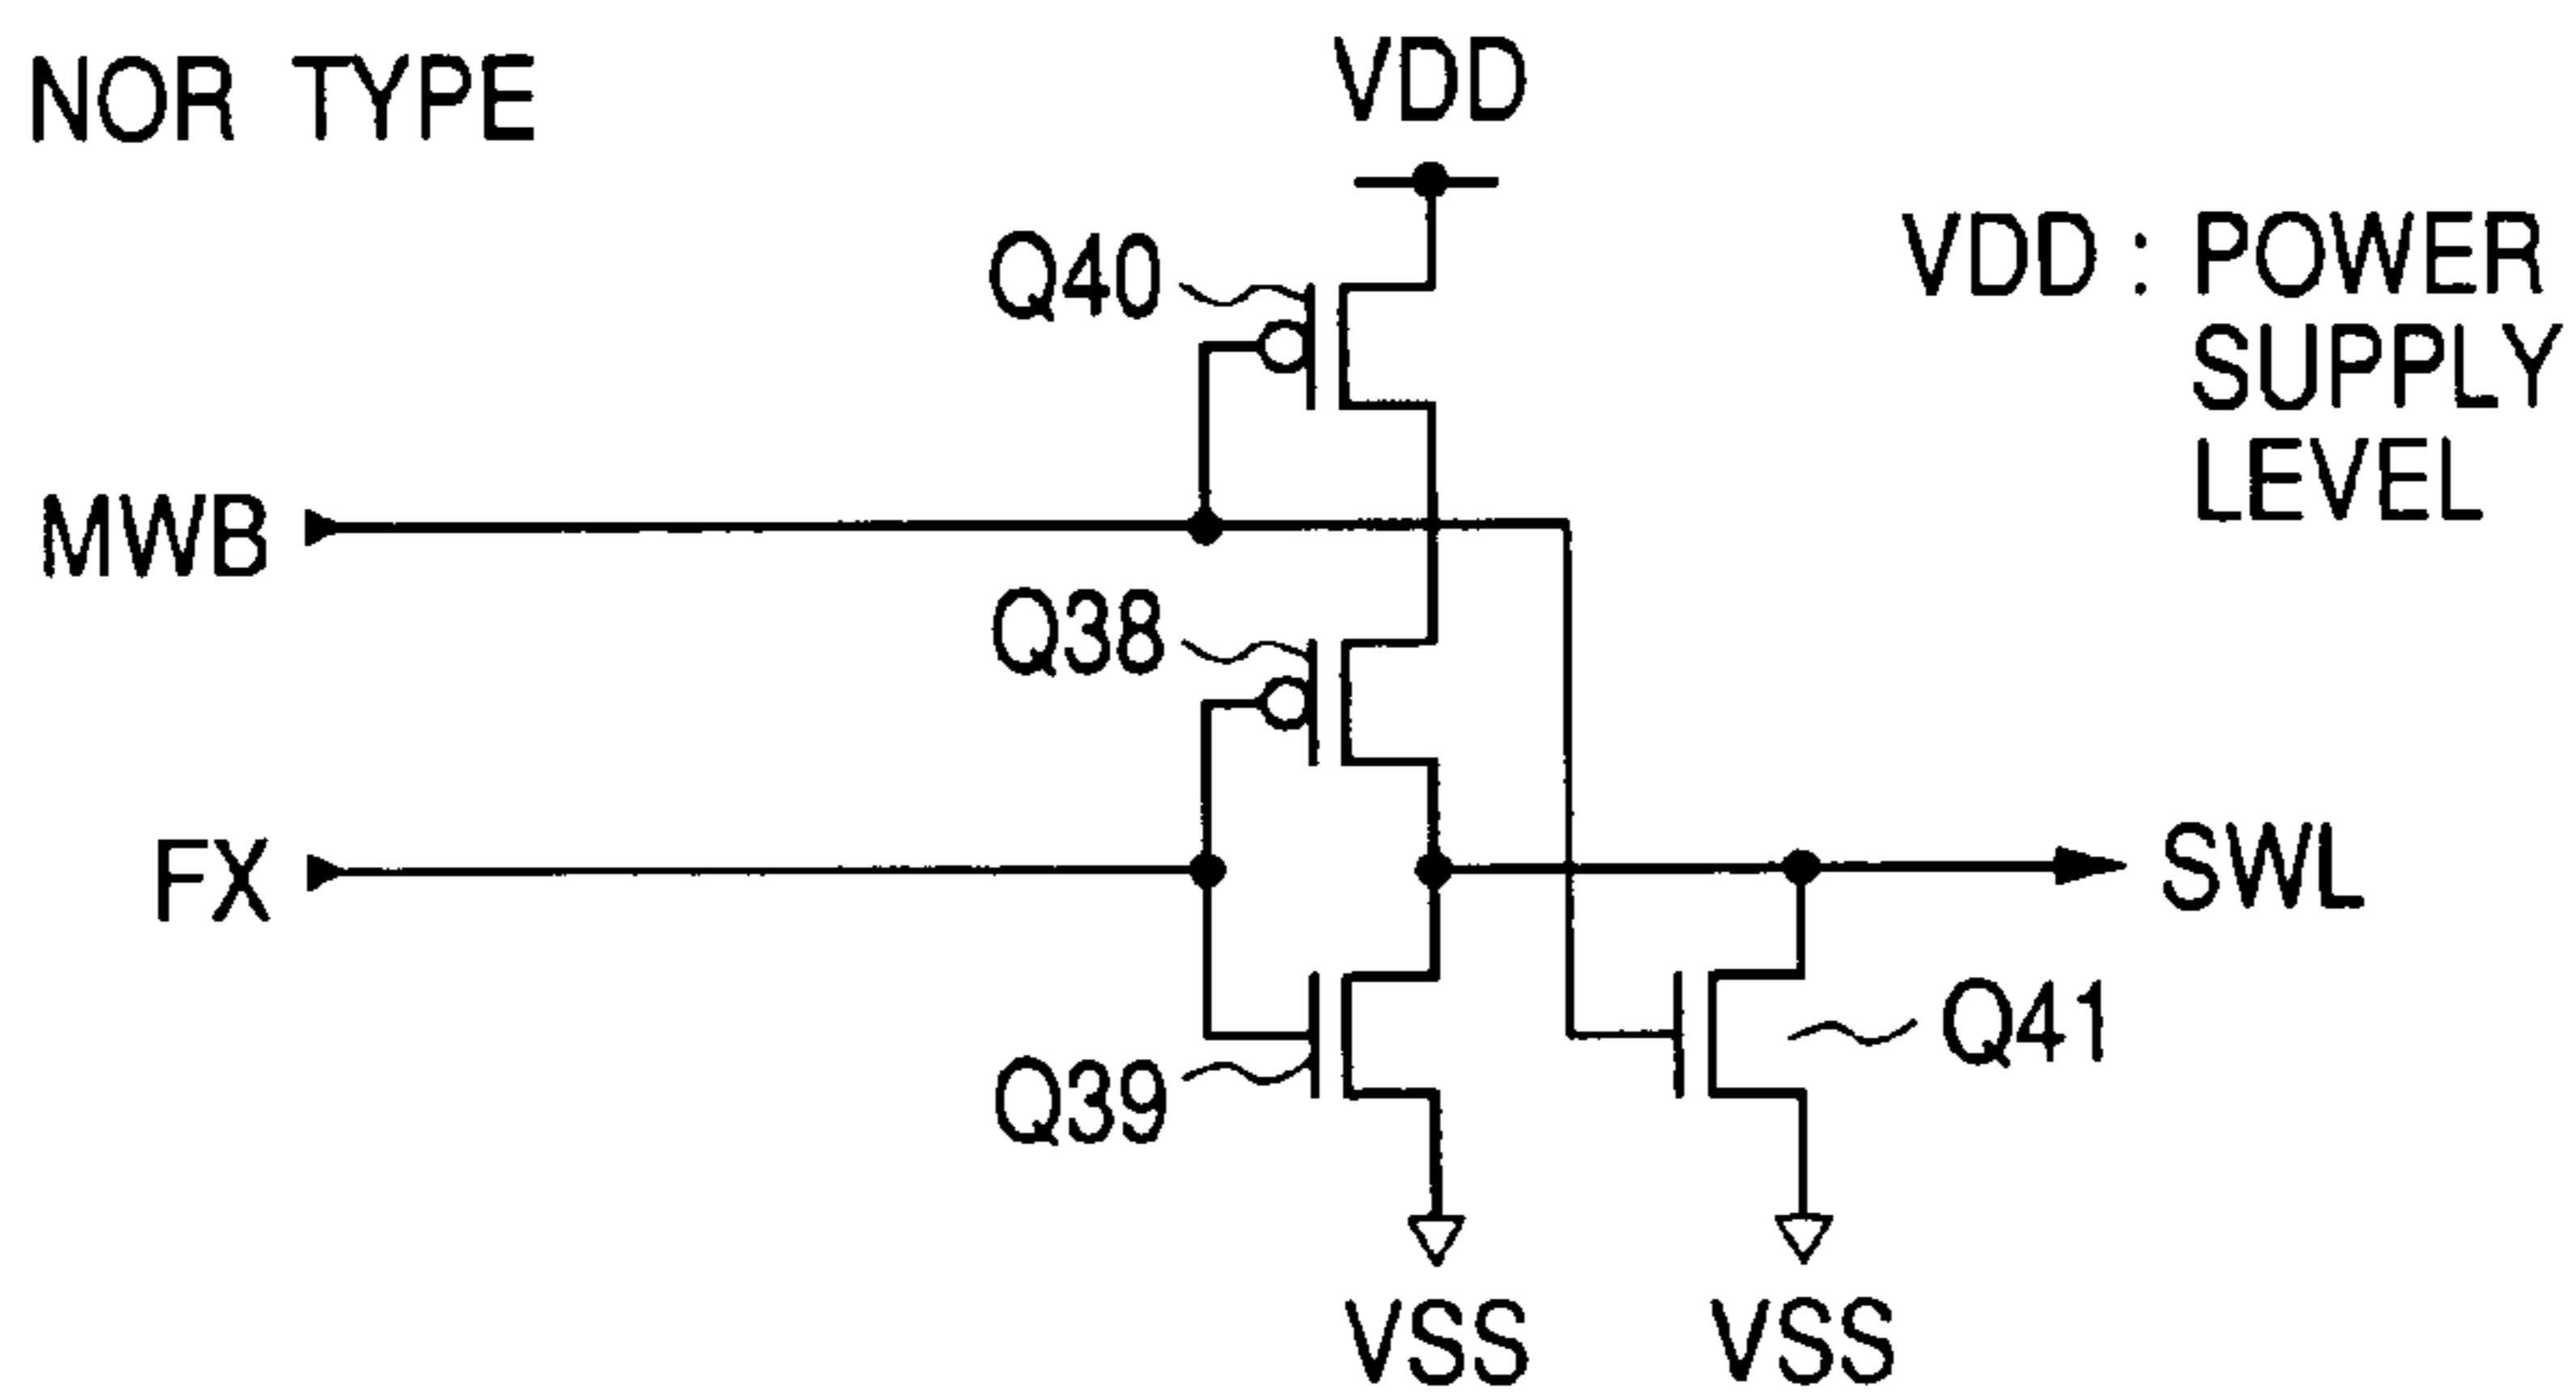 NOR TYPE
VDD
Q40
VDD : POWER
SUPPLY
LEVEL
MWB
Q38
FX
SWL
Q41
Q39
VSS
VSS